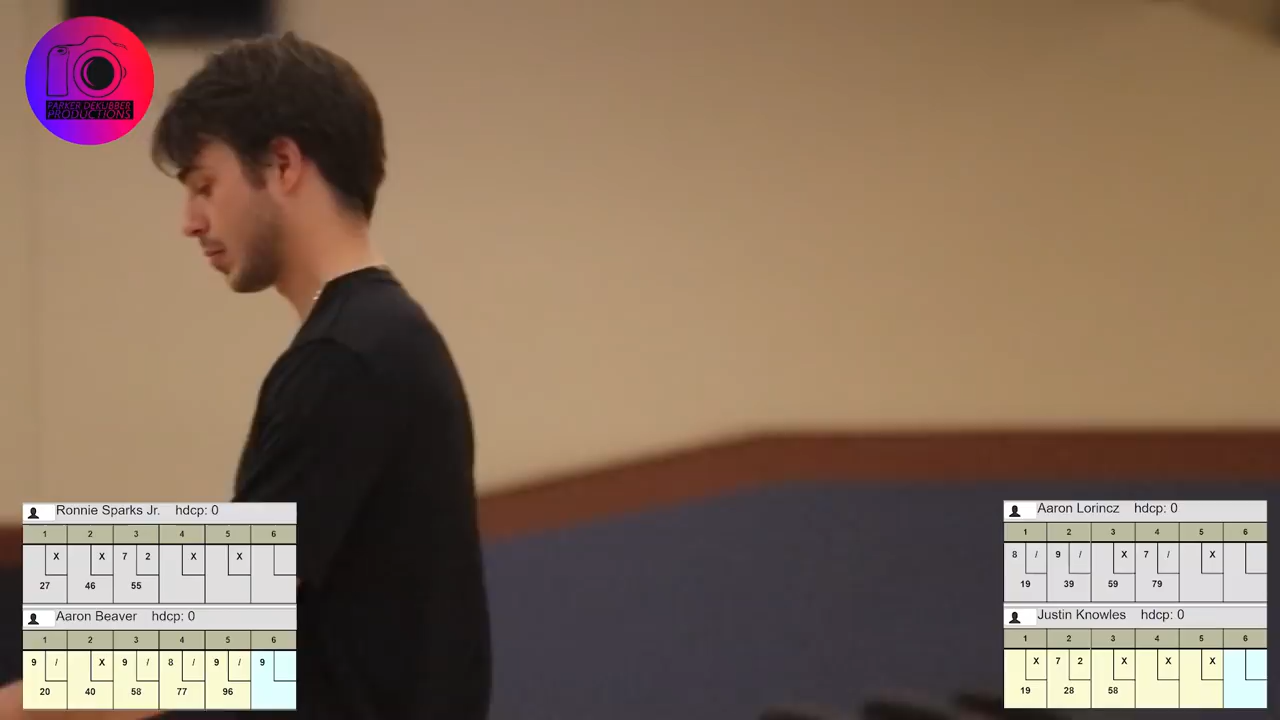 PARKER DEKUBBER
PRODUCTIONS
Ronnie Sparks Jr. hdcp: 0
1 2 3 4 5 6
X X 7 2 X X
27 46 55
Aaron Beaver hdcp: 0
1 2 3 4 5 6
9 / X 9 / 8 / 9 / 9
20 40 58 77 96
Aaron Lorincz hdcp: 0
1 2 3 4 5 6
8 / 9 / X 7 / X
19 39 59 79
Justin Knowles hdcp: 0
1 2 3 4 5 6
X 7 2 X X X
19 28 58